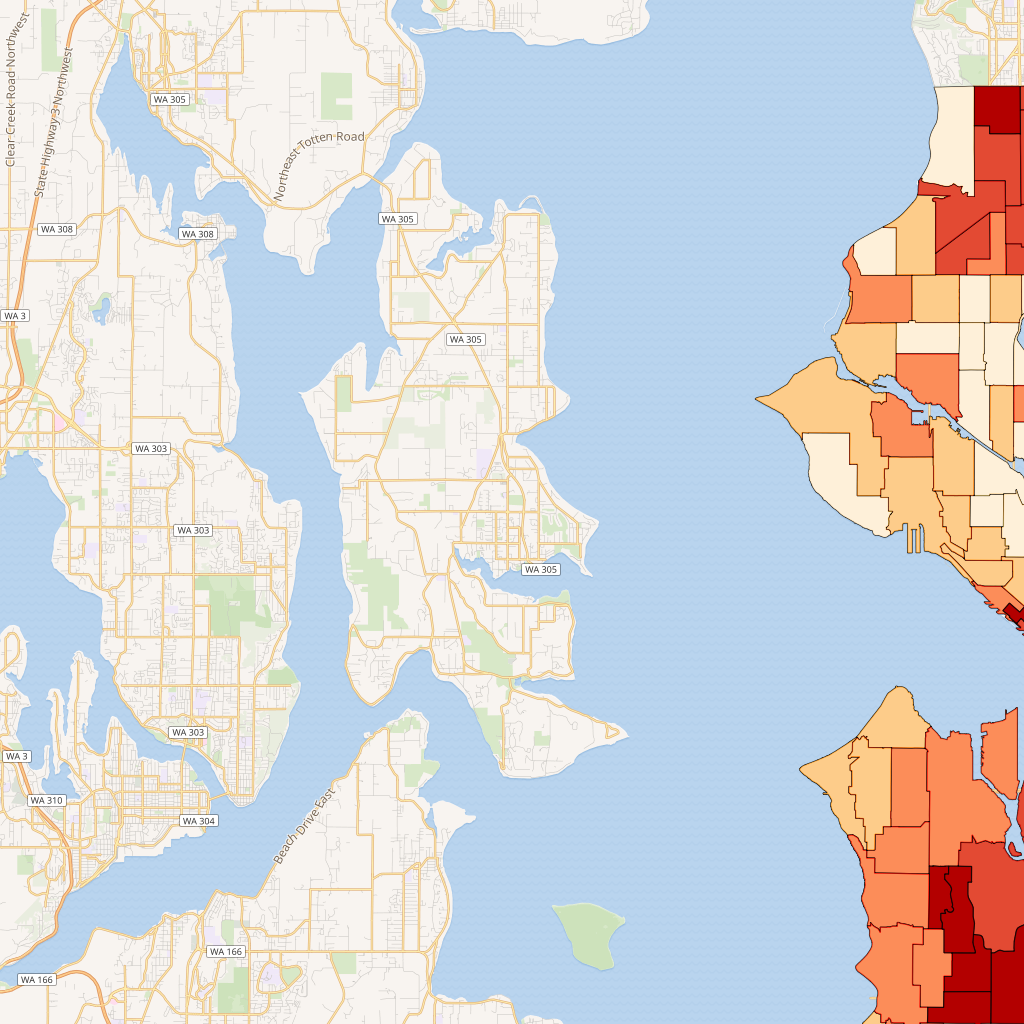 Clear Creek Road Northwest
State Highway 3 Northwest
WA 305
Northeast Totten Road
WA 305
WA 308
WA 308
WA 3
WA 305
WA 303
WA 303
WA 305
WA 303
WA 3
WA 310
WA 304
Beach Drive East
WA 166
WA 166